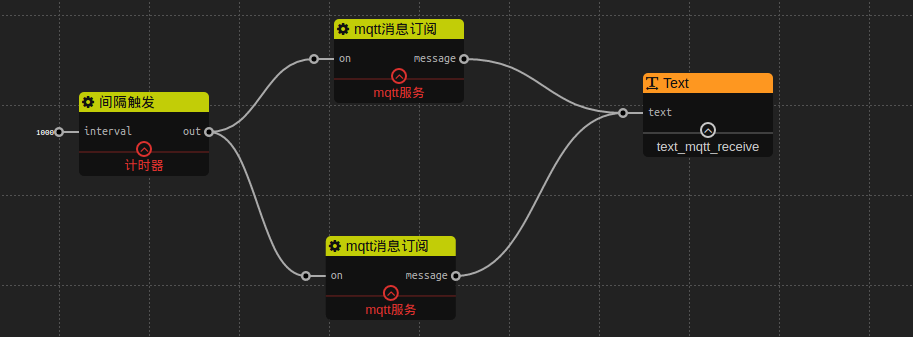 mqtt消息订阅
on message
mqtt服务
Text
text
text_mqtt_receive
间隔触发
1000 interval out
计时器
mqtt消息订阅
on message
mqtt服务